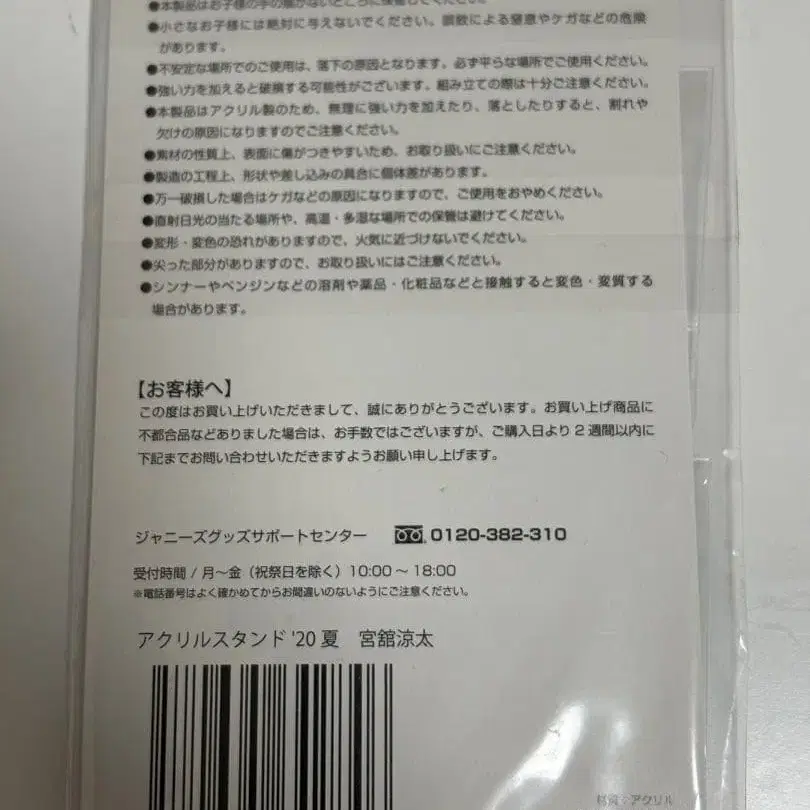 ●本製品はお子様の手の届かないところに保管してください。
●小さなお子様には絶対に与えないでください。誤飲による窒息やケガなどの危険
があります。
●不安定な場所でのご使用は、落下の原因となります。必ず平らな場所でご使用ください。
●強い力を加えると破損する可能性がございます。組み立ての際は十分ご注意ください。
●本製品はアクリル製のため、無理に強い力を加えたり、落としたりすると、割れや
欠けの原因になりますのでご注意ください。
●素材の性質上、表面に傷がつきやすいため、お取り扱いにご注意ください。
●製造の工程上、形状や差し込みの具合に個体差があります。
●万一破損した場合はケガなどの原因になりますので、ご使用をおやめください。
●直射日光の当たる場所や、高温・多湿な場所での保管は避けてください。
●変形・変色の恐れがありますので、火気に近づけないでください。
●尖った部分がありますので、お取り扱いにはご注意ください。
●シンナーやベンジンなどの溶剤や薬品・化粧品などと接触すると変色・変質する
場合があります。
【お客様へ】
この度はお買い上げいただきまして、誠にありがとうございます。お買い上げ商品に
不都合品などありました場合は、お手数ではございますが、ご購入日より2週間以内に
下記までお問い合わせいただきますようお願い申し上げます。
ジャニーズグッズサポートセンター 0120-382-310
受付時間/月〜金（祝祭日を除く）10:00〜18:00
※電話番号はよく確かめてからお間違いのないようにご注意ください。
アクリルスタンド'20夏 宮舘涼太
材質：アクリル